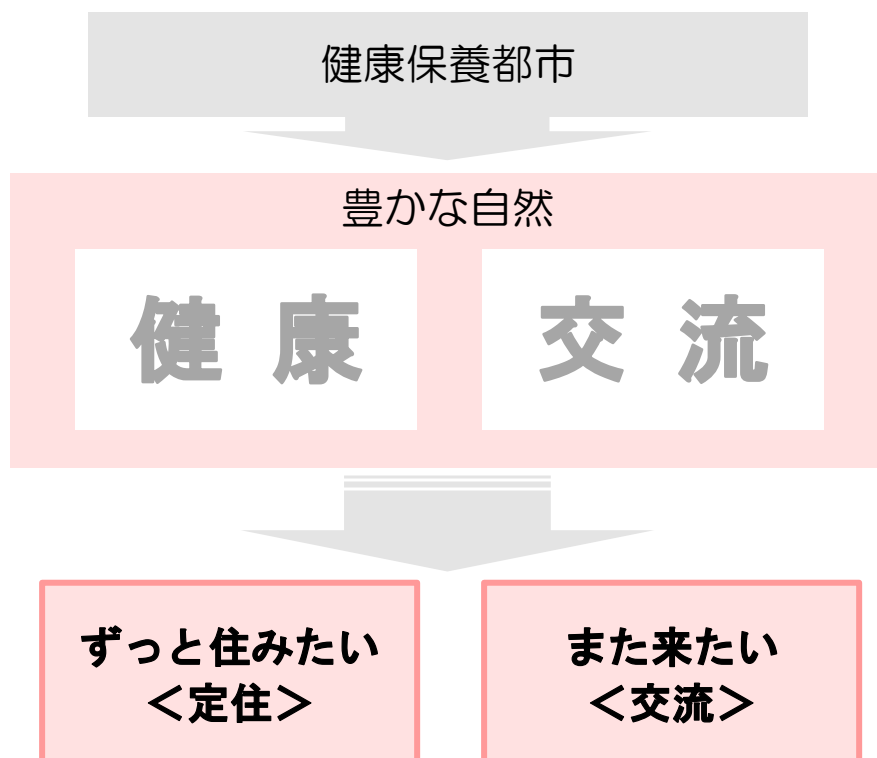 健康保養都市
豊かな自然
健 康
交 流
ずっと住みたい
＜定住＞
また来たい
＜交流＞